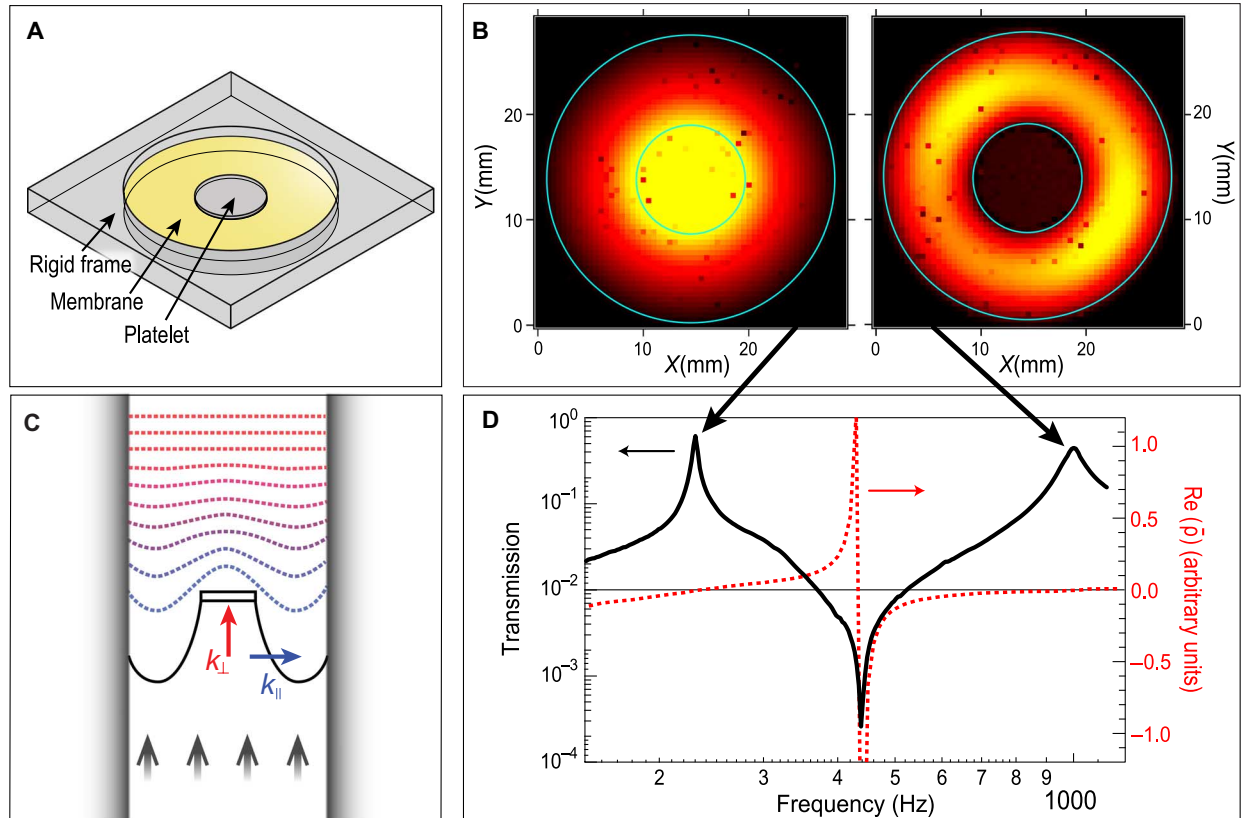 A
Rigid frame
Membrane
Platelet
B
Y(mm)
20
10
0
0 10 20
X(mm)
0 10 20
X(mm)
20
10
0
Y(mm)
C
k⊥
k||
D
Transmission
10⁰
10⁻¹
10⁻²
10⁻³
10⁻⁴
2 3 4 5 6 7 8 9 1000
Frequency (Hz)
1.0
0.5
0.0
−0.5
−1.0
Re (ρ̄) (arbitrary units)